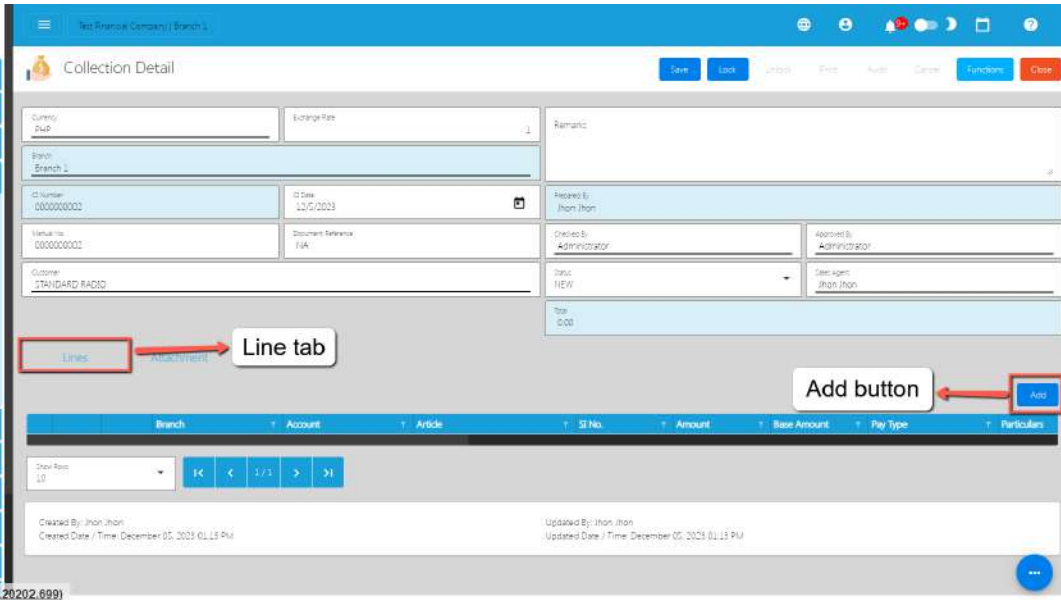 Test Financial Company | Branch 1
9+
Collection Detail
Save Lock Unlock Print Audit Cancel Functions Close
Currency
PHP
Exchange Rate
1
Remarks
Branch
Branch 1
CI Number
0000000002
CI Date
12/5/2023
Prepared By
Jhon Jhon
Manual No.
0000000002
Document Reference
NA
Checked By
Administrator
Approved By
Administrator
Customer
STANDARD RADIO
Status
NEW
Sales Agent
Jhon Jhon
Total
0.00
Lines
Attachment
Line tab
Add button
Add
Branch Account Article SI No. Amount Base Amount Pay Type Particulars
Show Rows
10
1/1
Created By: Jhon Jhon
Created Date / Time: December 05, 2023 01:13 PM
Updated By: Jhon Jhon
Updated Date / Time: December 05, 2023 01:13 PM
20202.699)